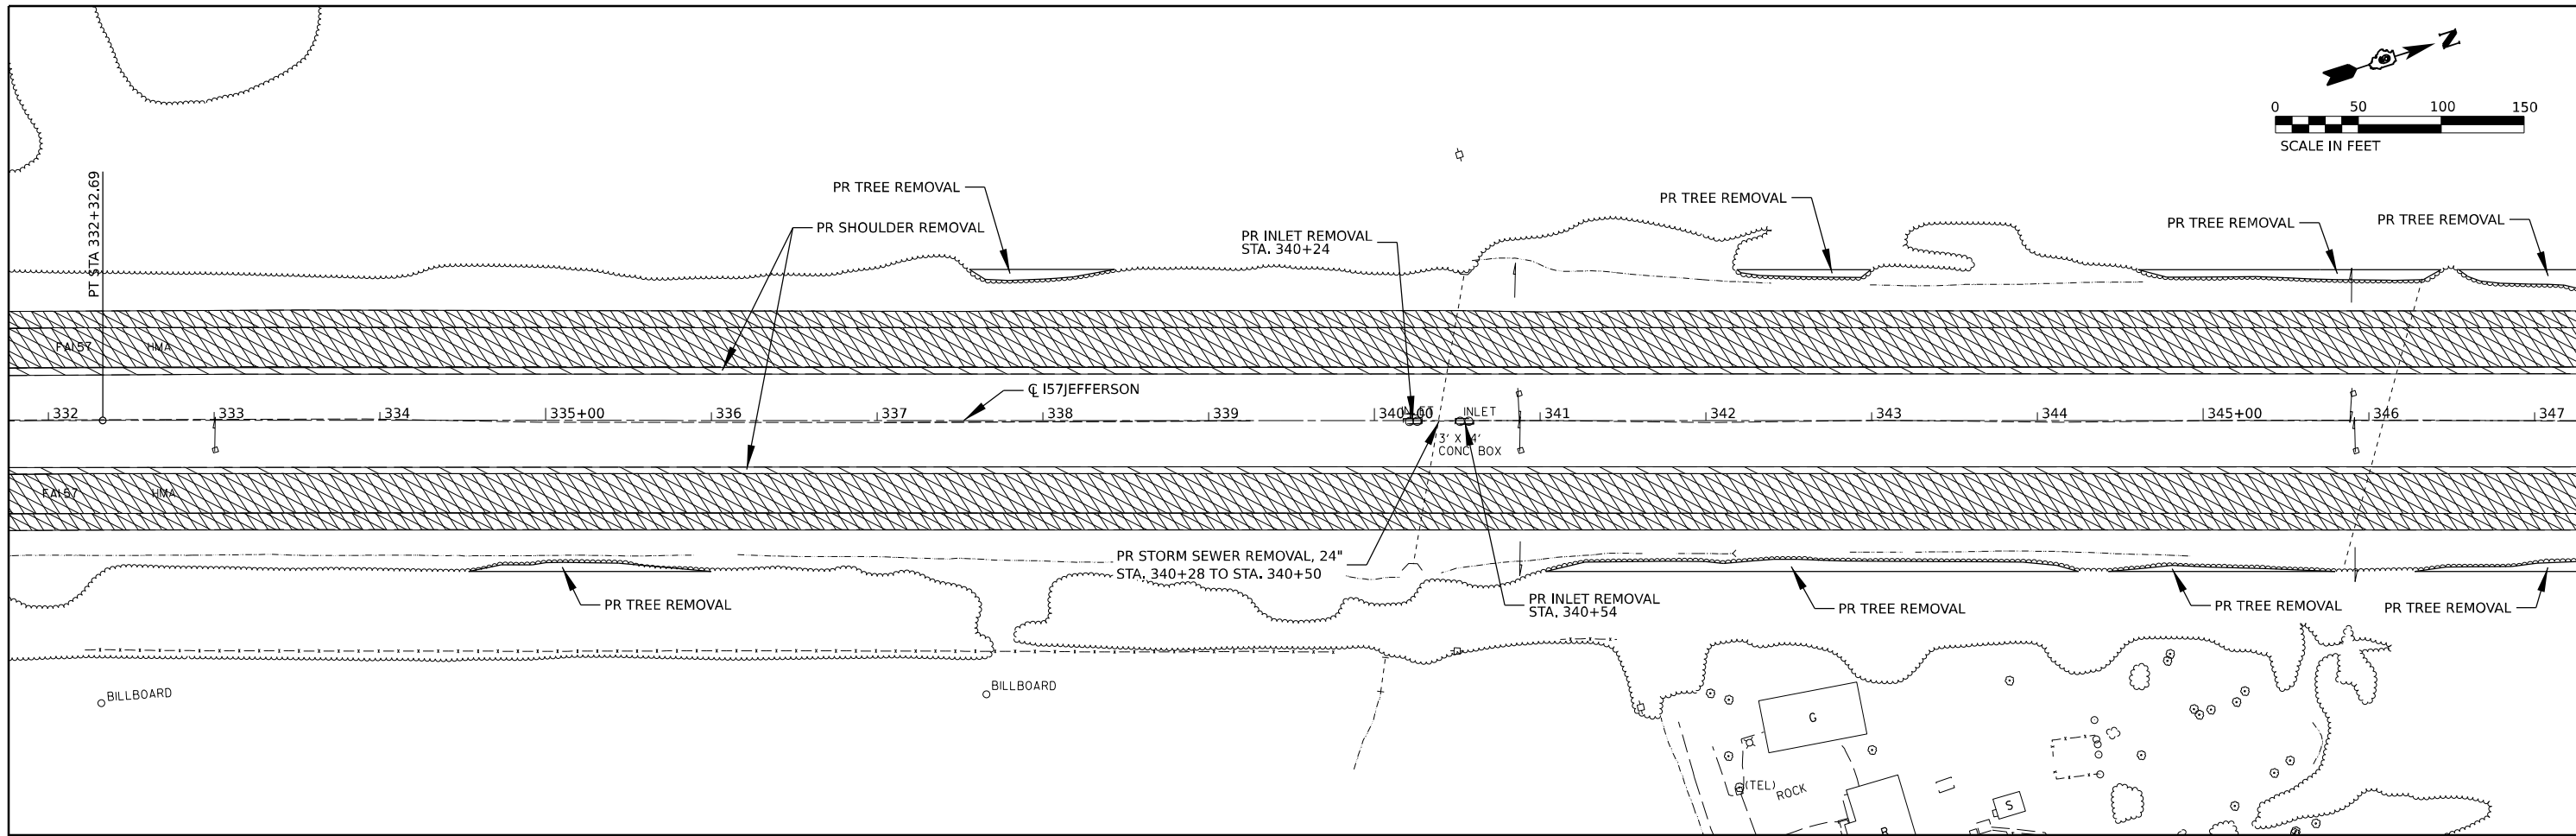 N
0 50 100 150
SCALE IN FEET
PT STA 332+32.69
PR TREE REMOVAL
PR SHOULDER REMOVAL
PR INLET REMOVAL
STA. 340+24
PR TREE REMOVAL
PR TREE REMOVAL
PR TREE REMOVAL
FAI57 HMA
℄ I57JEFFERSON
332 333 334 335+00 336 337 338 339 340+00 341 342 343 344 345+00 346 347
INLET INLET
3' X 4'
CONC BOX
FAI57 HMA
PR STORM SEWER REMOVAL, 24"
STA. 340+28 TO STA. 340+50
PR TREE REMOVAL
PR INLET REMOVAL
STA. 340+54
PR TREE REMOVAL
PR TREE REMOVAL
PR TREE REMOVAL
BILLBOARD
BILLBOARD
G
(TEL)
ROCK
S